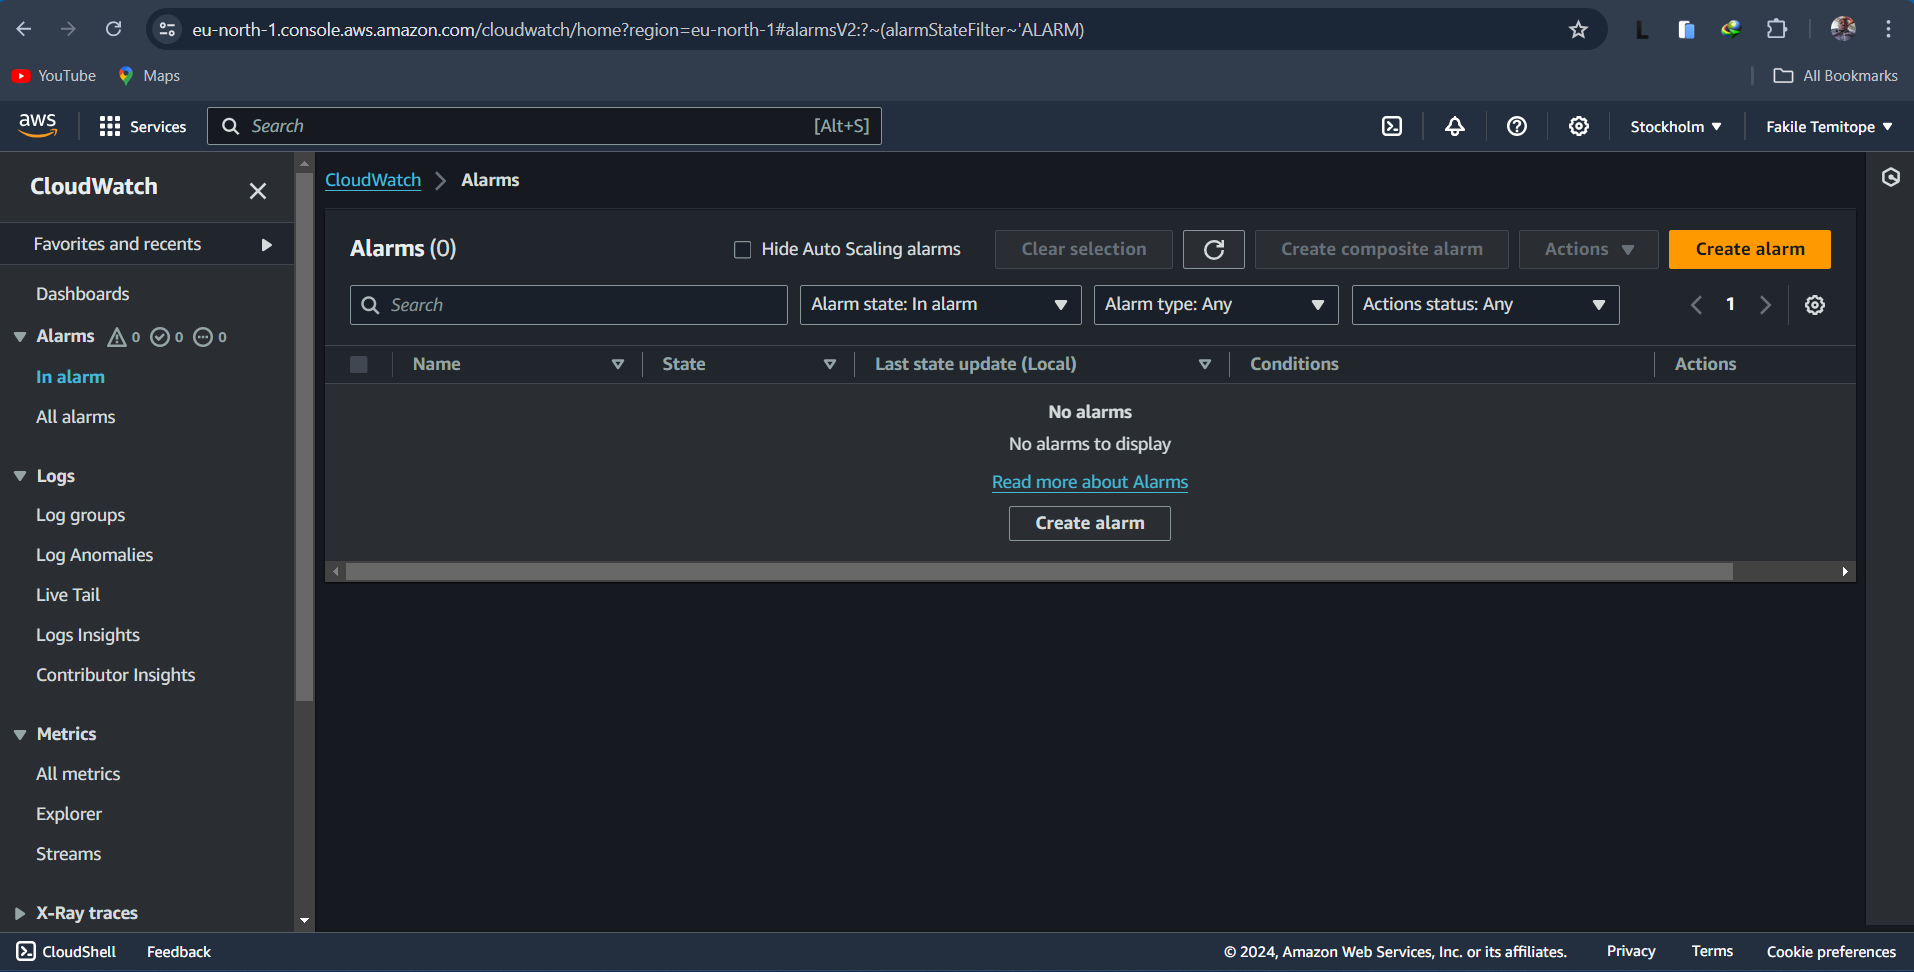 eu-north-1.console.aws.amazon.com/cloudwatch/home?region=eu-north-1#alarmsV2:?~(alarmStateFilter~'ALARM)
YouTube
Maps
All Bookmarks
aws
Services
Search
[Alt+S]
Stockholm
Fakile Temitope
CloudWatch
Favorites and recents
Dashboards
Alarms 0 0 0
In alarm
All alarms
Logs
Log groups
Log Anomalies
Live Tail
Logs Insights
Contributor Insights
Metrics
All metrics
Explorer
Streams
X-Ray traces
CloudWatch > Alarms
Alarms (0)
Hide Auto Scaling alarms
Clear selection
Create composite alarm
Actions
Create alarm
Search
Alarm state: In alarm
Alarm type: Any
Actions status: Any
1
Name
State
Last state update (Local)
Conditions
Actions
No alarms
No alarms to display
Read more about Alarms
Create alarm
CloudShell
Feedback
© 2024, Amazon Web Services, Inc. or its affiliates.
Privacy
Terms
Cookie preferences